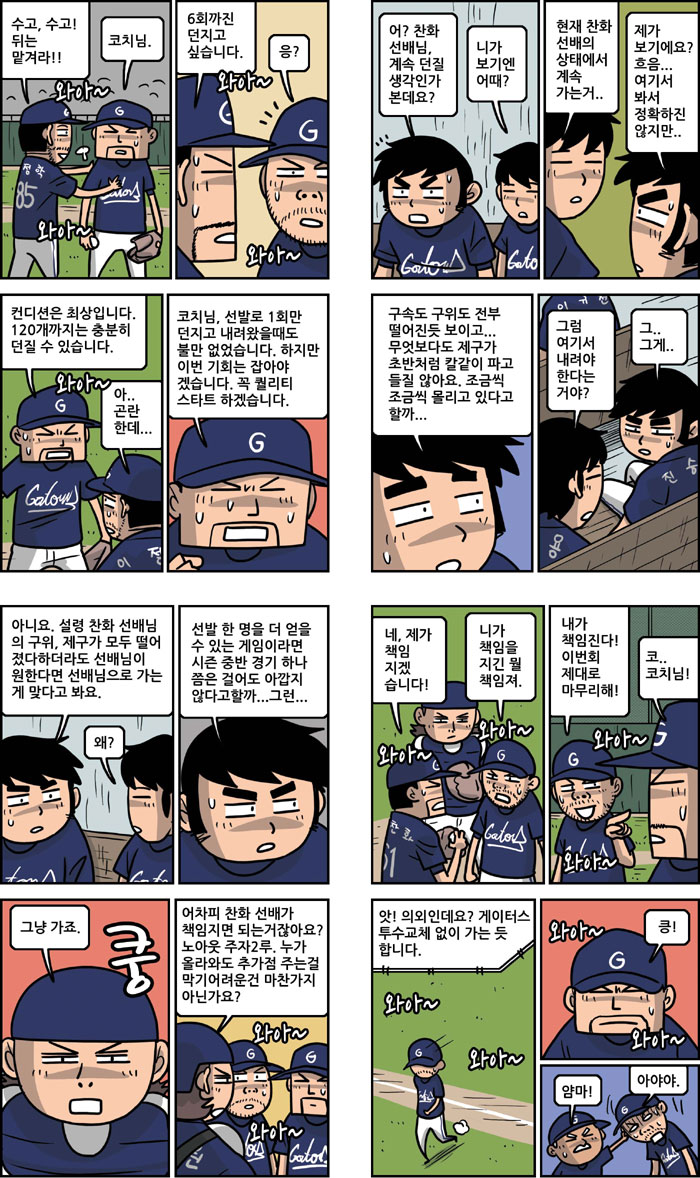 수고, 수고!
뒤는
맡겨라!!
코치님.
와아~
와아~
85
Gators
G
6회까진
던지고
싶습니다.
응?
G
와아~
컨디션은 최상입니다.
120개까지는 충분히
던질 수 있습니다.
와아~
아..
곤란
한데...
G
Gators
코치님, 선발로 1회만
던지고 내려왔을때도
불만 없었습니다. 하지만
이번 기회는 잡아야
겠습니다. 꼭 퀄리티
스타트 하겠습니다.
G
어? 찬화
선배님,
계속 던질
생각인가
본데요?
니가
보기엔
어때?
Gators
현재 찬화
선배의
상태에서
계속
가는거..
제가
보기에요?
흐음...
여기서
봐서
정확하진
않지만..
구속도 구위도 전부
떨어진듯 보이고...
무엇보다도 제구가
초반처럼 칼같이 파고
들질 않아요. 조금씩
조금씩 몰리고 있다고
할까...
그럼
여기서
내려야
한다는
거야?
그..
그게..
아니요. 설령 찬화 선배님
의 구위, 제구가 모두 떨어
졌다하더라도 선배님이
원한다면 선배님으로 가는
게 맞다고 봐요.
왜?
선발 한 명을 더 얻을
수 있는 게임이라면
시즌 중반 경기 하나
쯤은 걸어도 아깝지
않다고할까...그런...
그냥 가죠.
쿵
어차피 찬화 선배가
책임지면 되는거잖아요?
노아웃 주자2루. 누가
올라와도 추가점 주는걸
막기어려운건 마찬가지
아닌가요?
와아~
와아~
Gators
네, 제가
책임
지겠
습니다!
니가
책임을
지긴 뭘
책임져.
와아~
와아~
61
Gators
내가
책임진다!
이번회
제대로
마무리해!
코..
코치님!
와아~
와아~
Gators
앗! 의외인데요? 게이터스
투수교체 없이 가는 듯
합니다.
와아~
와아~
킁!
G
와아~
얌마!
아야야.